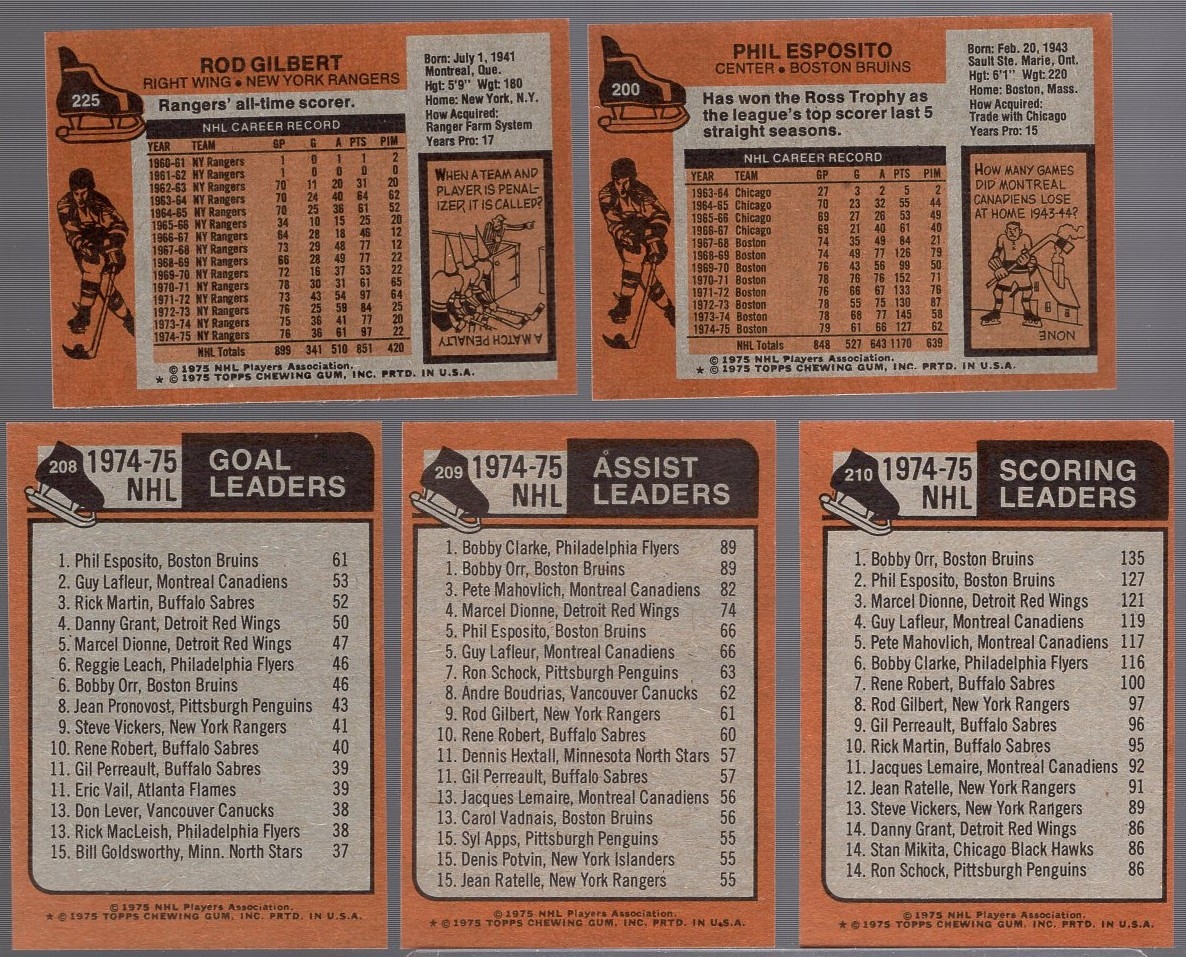 225
ROD GILBERT
RIGHT WING • NEW YORK RANGERS
Rangers' all-time scorer.
NHL CAREER RECORD
YEAR TEAM GP G A PTS PIM
1960-61 NY Rangers 1 0 1 1 2
1961-62 NY Rangers 1 0 0 0 0
1962-63 NY Rangers 70 11 20 31 20
1963-64 NY Rangers 70 24 40 64 62
1964-65 NY Rangers 70 25 36 61 52
1965-66 NY Rangers 34 10 15 25 20
1966-67 NY Rangers 64 28 18 46 12
1967-68 NY Rangers 73 29 48 77 12
1968-69 NY Rangers 66 28 49 77 22
1969-70 NY Rangers 72 16 37 53 22
1970-71 NY Rangers 78 30 31 61 65
1971-72 NY Rangers 73 43 54 97 64
1972-73 NY Rangers 76 25 59 84 25
1973-74 NY Rangers 75 36 41 77 20
1974-75 NY Rangers 76 36 61 97 22
NHL Totals 899 341 510 851 420
© 1975 NHL Players Association.
★ © 1975 TOPPS CHEWING GUM, INC. PRTD. IN U.S.A.
Born: July 1, 1941
Montreal, Que.
Hgt: 5'9" Wgt: 180
Home: New York, N.Y.
How Acquired:
Ranger Farm System
Years Pro: 17
WHEN A TEAM AND
PLAYER IS PENAL-
IZED, IT IS CALLED?
A MATCH PENALTY
200
PHIL ESPOSITO
CENTER • BOSTON BRUINS
Has won the Ross Trophy as
the league's top scorer last 5
straight seasons.
NHL CAREER RECORD
YEAR TEAM GP G A PTS PIM
1963-64 Chicago 27 3 2 5 2
1964-65 Chicago 70 23 32 55 44
1965-66 Chicago 69 27 26 53 49
1966-67 Chicago 69 21 40 61 40
1967-68 Boston 74 35 49 84 21
1968-69 Boston 74 49 77 126 79
1969-70 Boston 76 43 56 99 50
1970-71 Boston 78 76 76 152 71
1971-72 Boston 76 66 67 133 76
1972-73 Boston 78 55 75 130 87
1973-74 Boston 78 68 77 145 58
1974-75 Boston 79 61 66 127 62
NHL Totals 848 527 643 1170 639
© 1975 NHL Players Association.
★ © 1975 TOPPS CHEWING GUM, INC. PRTD. IN U.S.A.
Born: Feb. 20, 1943
Sault Ste. Marie, Ont.
Hgt: 6'1" Wgt: 220
Home: Boston, Mass.
How Acquired:
Trade with Chicago
Years Pro: 15
HOW MANY GAMES
DID MONTREAL
CANADIENS LOSE
AT HOME 1943-44?
NONE
208 1974-75 NHL
GOAL LEADERS
1. Phil Esposito, Boston Bruins 61
2. Guy Lafleur, Montreal Canadiens 53
3. Rick Martin, Buffalo Sabres 52
4. Danny Grant, Detroit Red Wings 50
5. Marcel Dionne, Detroit Red Wings 47
6. Reggie Leach, Philadelphia Flyers 46
6. Bobby Orr, Boston Bruins 46
8. Jean Pronovost, Pittsburgh Penguins 43
9. Steve Vickers, New York Rangers 41
10. Rene Robert, Buffalo Sabres 40
11. Gil Perreault, Buffalo Sabres 39
11. Eric Vail, Atlanta Flames 39
13. Don Lever, Vancouver Canucks 38
13. Rick MacLeish, Philadelphia Flyers 38
15. Bill Goldsworthy, Minn. North Stars 37
© 1975 NHL Players Association.
★ © 1975 TOPPS CHEWING GUM, INC. PRTD. IN U.S.A.
209 1974-75 NHL
ASSIST LEADERS
1. Bobby Clarke, Philadelphia Flyers 89
1. Bobby Orr, Boston Bruins 89
3. Pete Mahovlich, Montreal Canadiens 82
4. Marcel Dionne, Detroit Red Wings 74
5. Phil Esposito, Boston Bruins 66
5. Guy Lafleur, Montreal Canadiens 66
7. Ron Schock, Pittsburgh Penguins 63
8. Andre Boudrias, Vancouver Canucks 62
9. Rod Gilbert, New York Rangers 61
10. Rene Robert, Buffalo Sabres 60
11. Dennis Hextall, Minnesota North Stars 57
11. Gil Perreault, Buffalo Sabres 57
13. Jacques Lemaire, Montreal Canadiens 56
13. Carol Vadnais, Boston Bruins 56
15. Syl Apps, Pittsburgh Penguins 55
15. Denis Potvin, New York Islanders 55
15. Jean Ratelle, New York Rangers 55
© 1975 NHL Players Association.
★ © 1975 TOPPS CHEWING GUM, INC. PRTD. IN U.S.A.
210 1974-75 NHL
SCORING LEADERS
1. Bobby Orr, Boston Bruins 135
2. Phil Esposito, Boston Bruins 127
3. Marcel Dionne, Detroit Red Wings 121
4. Guy Lafleur, Montreal Canadiens 119
5. Pete Mahovlich, Montreal Canadiens 117
6. Bobby Clarke, Philadelphia Flyers 116
7. Rene Robert, Buffalo Sabres 100
8. Rod Gilbert, New York Rangers 97
9. Gil Perreault, Buffalo Sabres 96
10. Rick Martin, Buffalo Sabres 95
11. Jacques Lemaire, Montreal Canadiens 92
12. Jean Ratelle, New York Rangers 91
13. Steve Vickers, New York Rangers 89
14. Danny Grant, Detroit Red Wings 86
14. Stan Mikita, Chicago Black Hawks 86
14. Ron Schock, Pittsburgh Penguins 86
© 1975 NHL Players Association.
★ © 1975 TOPPS CHEWING GUM, INC. PRTD. IN U.S.A.